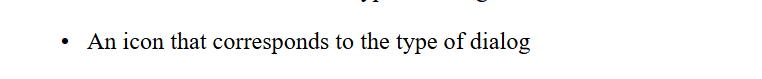 • An icon that corresponds to the type of dialog